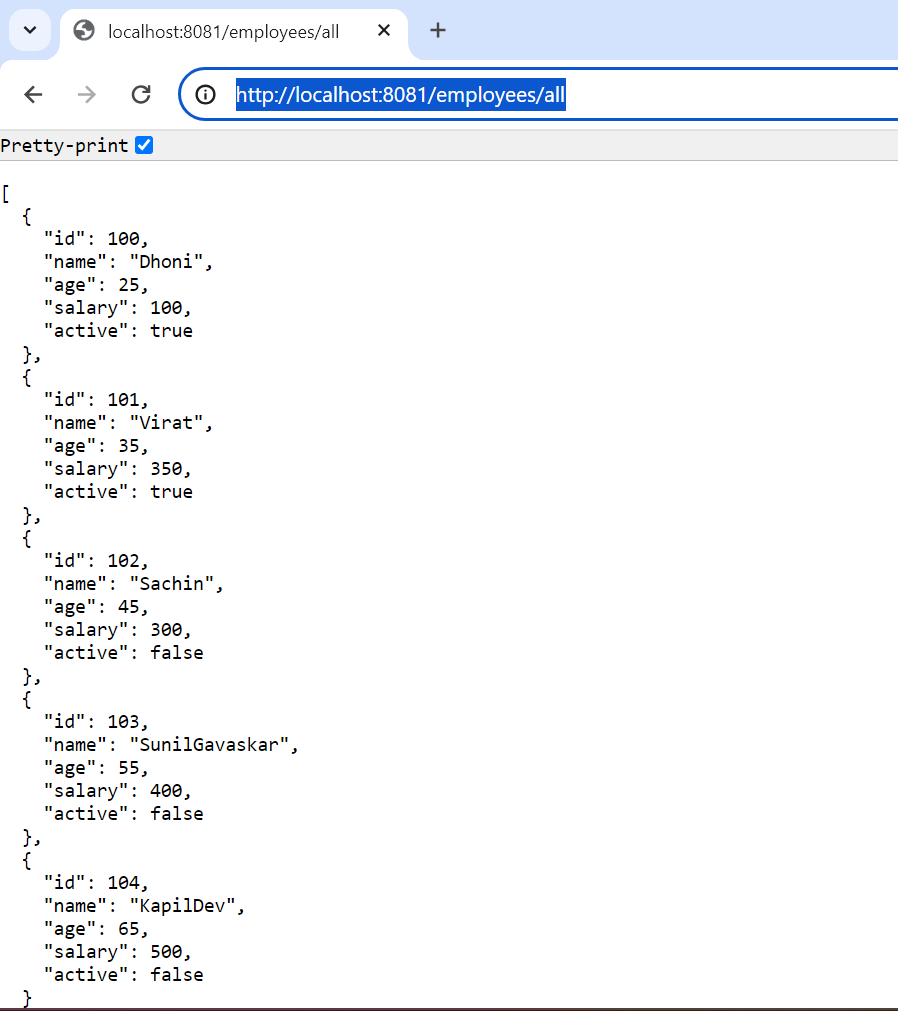 localhost:8081/employees/all
http://localhost:8081/employees/all
Pretty-print
[
  {
    "id": 100,
    "name": "Dhoni",
    "age": 25,
    "salary": 100,
    "active": true
  },
  {
    "id": 101,
    "name": "Virat",
    "age": 35,
    "salary": 350,
    "active": true
  },
  {
    "id": 102,
    "name": "Sachin",
    "age": 45,
    "salary": 300,
    "active": false
  },
  {
    "id": 103,
    "name": "SunilGavaskar",
    "age": 55,
    "salary": 400,
    "active": false
  },
  {
    "id": 104,
    "name": "KapilDev",
    "age": 65,
    "salary": 500,
    "active": false
  }